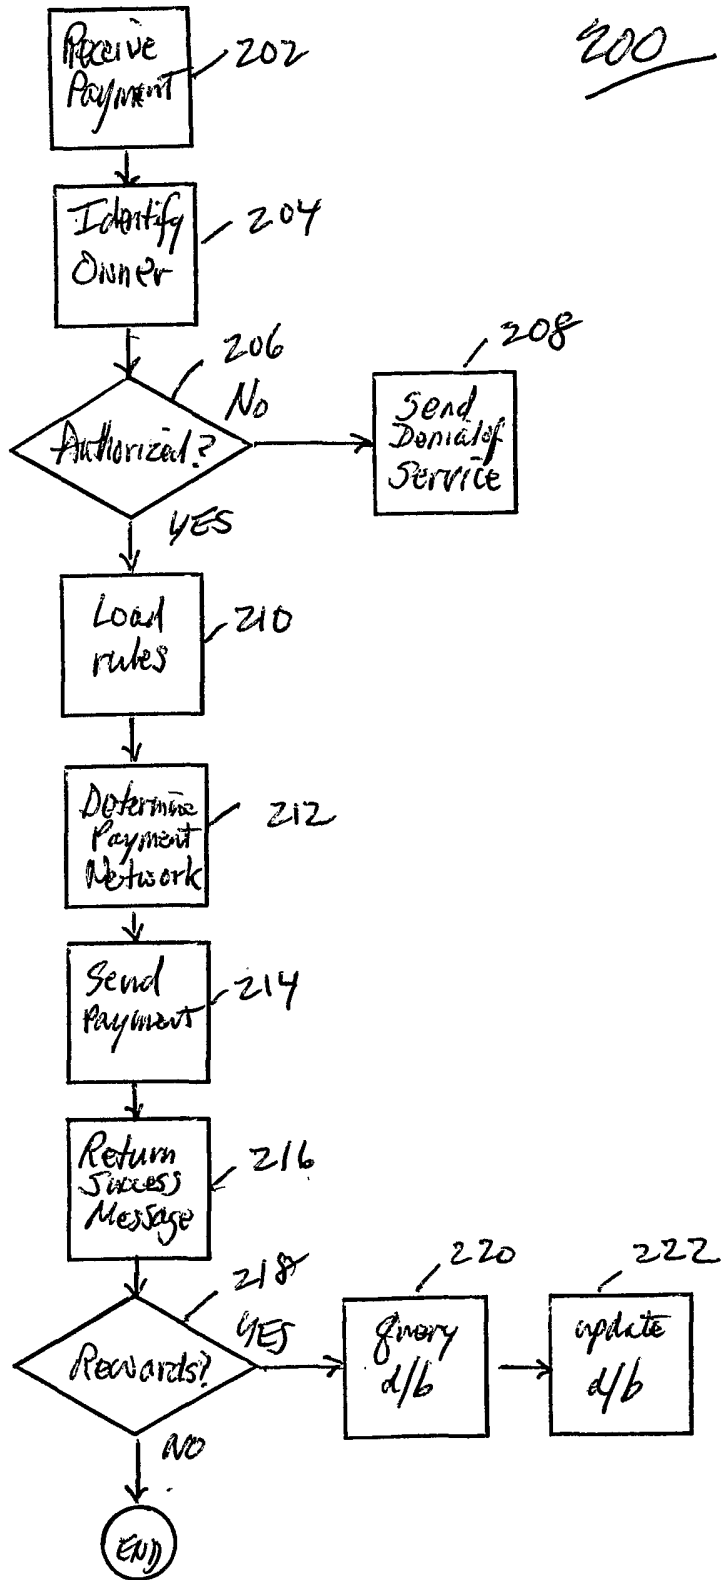 200
Receive
Payment
202
Identify
Owner
204
206
Authorized?
No
208
Send
Denial of
Service
YES
Load
rules
210
Determine
Payment
Network
212
Send
Payment
214
Return
Success
Message
216
218
Rewards?
YES
220
query
d/b
222
update
d/b
NO
END